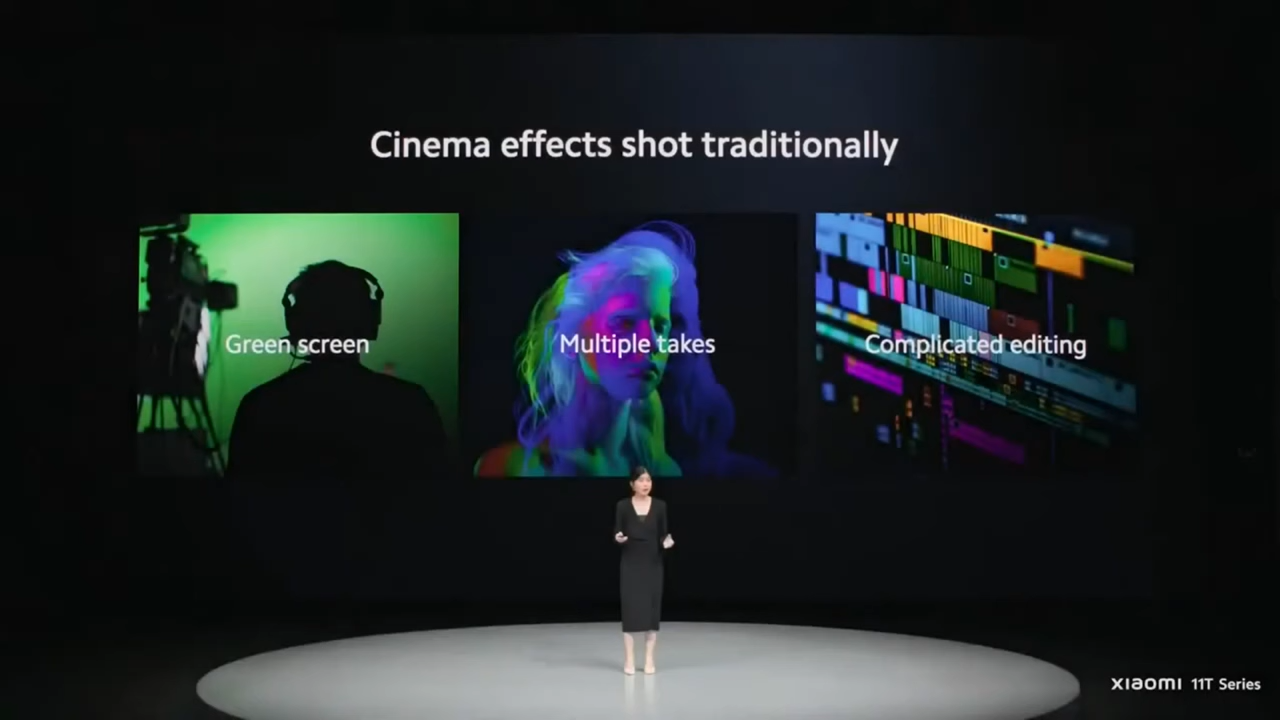 Cinema effects shot traditionally
Green screen
Multiple takes
Complicated editing
xiaomi 11T Series